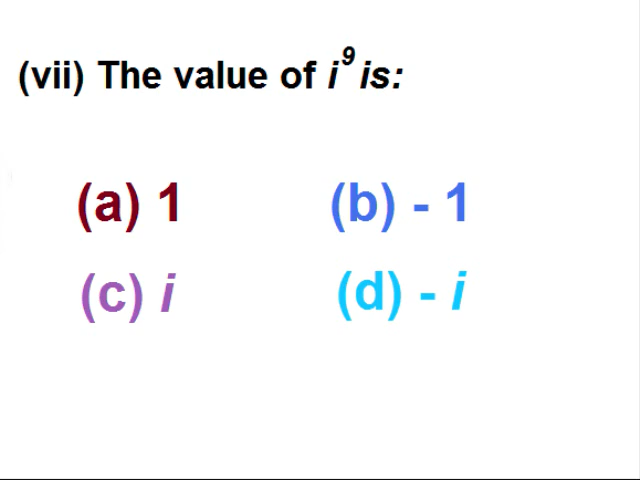 (vii) The value of i⁹ is:
(a) 1 (b) - 1
(c) i (d) - i